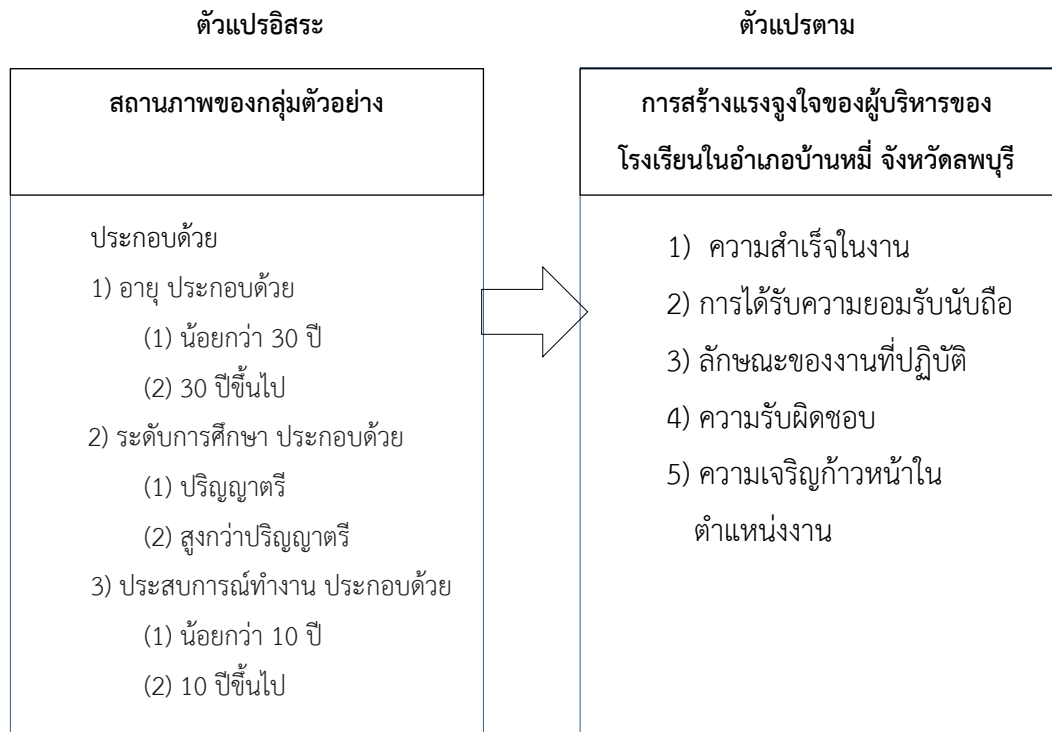 ตัวแปรอิสระ
สถานภาพของกลุ่มตัวอย่าง
ประกอบด้วย
1) อายุ ประกอบด้วย
(1) น้อยกว่า 30 ปี
(2) 30 ปีขึ้นไป
2) ระดับการศึกษา ประกอบด้วย
(1) ปริญญาตรี
(2) สูงกว่าปริญญาตรี
3) ประสบการณ์ทำงาน ประกอบด้วย
(1) น้อยกว่า 10 ปี
(2) 10 ปีขึ้นไป
ตัวแปรตาม
การสร้างแรงจูงใจของผู้บริหารของ
โรงเรียนในอำเภอบ้านหมี่ จังหวัดลพบุรี
1) ความสำเร็จในงาน
2) การได้รับความยอมรับนับถือ
3) ลักษณะของงานที่ปฏิบัติ
4) ความรับผิดชอบ
5) ความเจริญก้าวหน้าใน
ตำแหน่งงาน